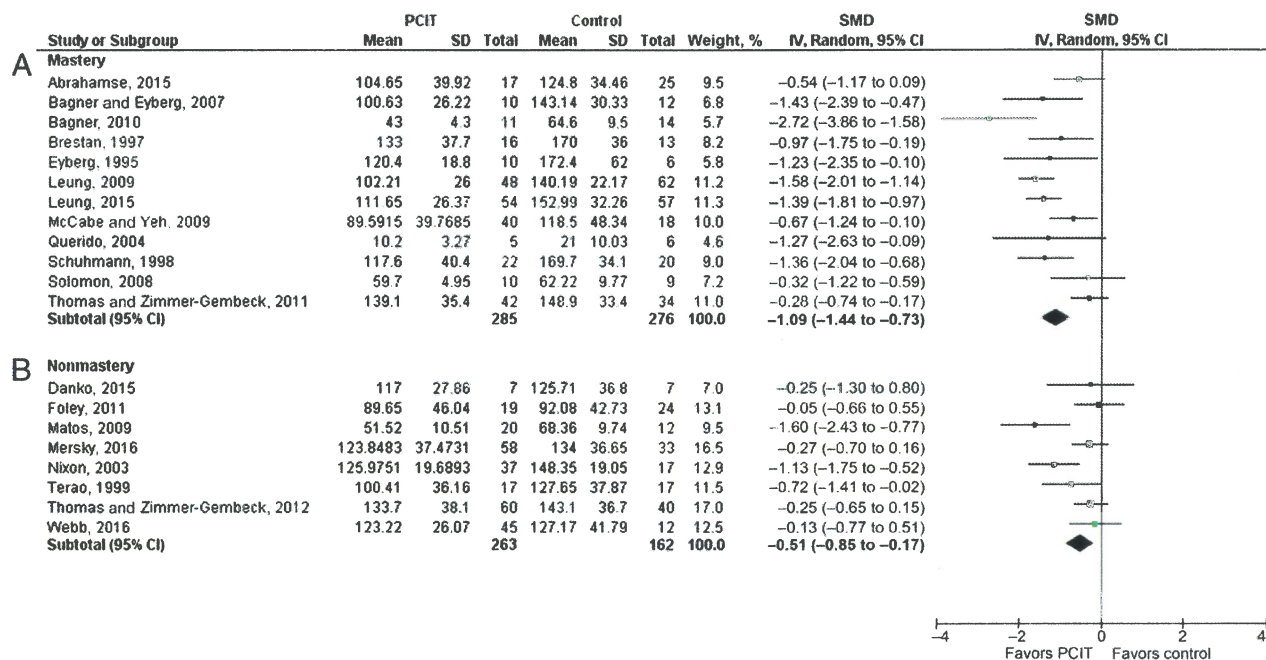 PCIT Control SMD SMD
Study or Subgroup Mean SD Total Mean SD Total Weight, % IV, Random, 95% CI IV, Random, 95% CI
A Mastery
Abrahamse, 2015 104.65 39.92 17 124.8 34.46 25 9.5 −0.54 (−1.17 to 0.09)
Bagner and Eyberg, 2007 100.63 26.22 10 143.14 30.33 12 6.8 −1.43 (−2.39 to −0.47)
Bagner, 2010 43 4.3 11 64.6 9.5 14 5.7 −2.72 (−3.86 to −1.58)
Brestan, 1997 133 37.7 16 170 36 13 8.2 −0.97 (−1.75 to −0.19)
Eyberg, 1995 120.4 18.8 10 172.4 62 6 5.8 −1.23 (−2.35 to −0.10)
Leung, 2009 102.21 26 48 140.19 22.17 62 11.2 −1.58 (−2.01 to −1.14)
Leung, 2015 111.65 26.37 54 152.99 32.26 57 11.3 −1.39 (−1.81 to −0.97)
McCabe and Yeh, 2009 89.5915 39.7685 40 118.5 48.34 18 10.0 −0.67 (−1.24 to −0.10)
Querido, 2004 10.2 3.27 5 21 10.03 6 4.6 −1.27 (−2.63 to −0.09)
Schuhmann, 1998 117.6 40.4 22 169.7 34.1 20 9.0 −1.36 (−2.04 to −0.68)
Solomon, 2008 59.7 4.95 10 62.22 9.77 9 7.2 −0.32 (−1.22 to −0.59)
Thomas and Zimmer-Gembeck, 2011 139.1 35.4 42 148.9 33.4 34 11.0 −0.28 (−0.74 to −0.17)
Subtotal (95% CI) 285 276 100.0 −1.09 (−1.44 to −0.73)
B Nonmastery
Danko, 2015 117 27.86 7 125.71 36.8 7 7.0 −0.25 (−1.30 to 0.80)
Foley, 2011 89.65 46.04 19 92.08 42.73 24 13.1 −0.05 (−0.66 to 0.55)
Matos, 2009 51.52 10.51 20 68.36 9.74 12 9.5 −1.60 (−2.43 to −0.77)
Mersky, 2016 123.8483 37.4731 58 134 36.65 33 16.5 −0.27 (−0.70 to 0.16)
Nixon, 2003 125.9751 19.6893 37 148.35 19.05 17 12.9 −1.13 (−1.75 to −0.52)
Terao, 1999 100.41 36.16 17 127.65 37.87 17 11.5 −0.72 (−1.41 to −0.02)
Thomas and Zimmer-Gembeck, 2012 133.7 38.1 60 143.1 36.7 40 17.0 −0.25 (−0.65 to 0.15)
Webb, 2016 123.22 26.07 45 127.17 41.79 12 12.5 −0.13 (−0.77 to 0.51)
Subtotal (95% CI) 263 162 100.0 −0.51 (−0.85 to −0.17)
−4 −2 0 2 4
Favors PCIT Favors control